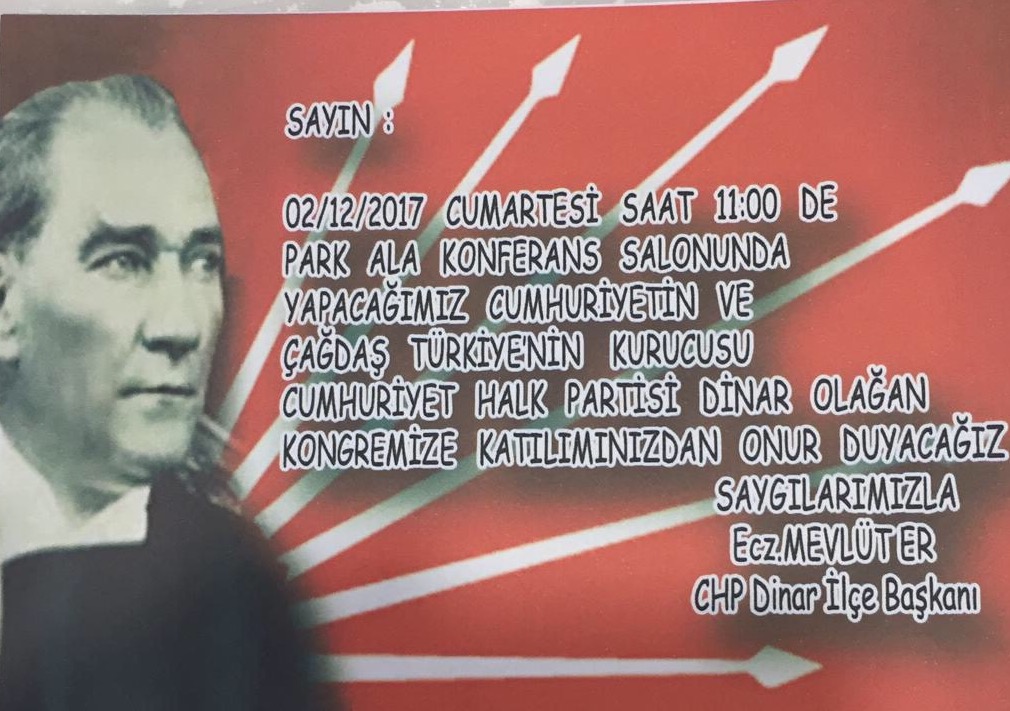 SAYIN :
02/12/2017 CUMARTESİ SAAT 11:00 DE
PARK ALA KONFERANS SALONUNDA
YAPACAĞIMIZ CUMHURİYETİN VE
ÇAĞDAŞ TÜRKİYE'NİN KURUCUSU
CUMHURİYET HALK PARTİSİ DİNAR OLAĞAN
KONGREMİZE KATILIMINIZDAN ONUR DUYACAĞIZ
SAYGILARIMIZLA
Ecz.MEVLÜT ER
CHP Dinar İlçe Başkanı